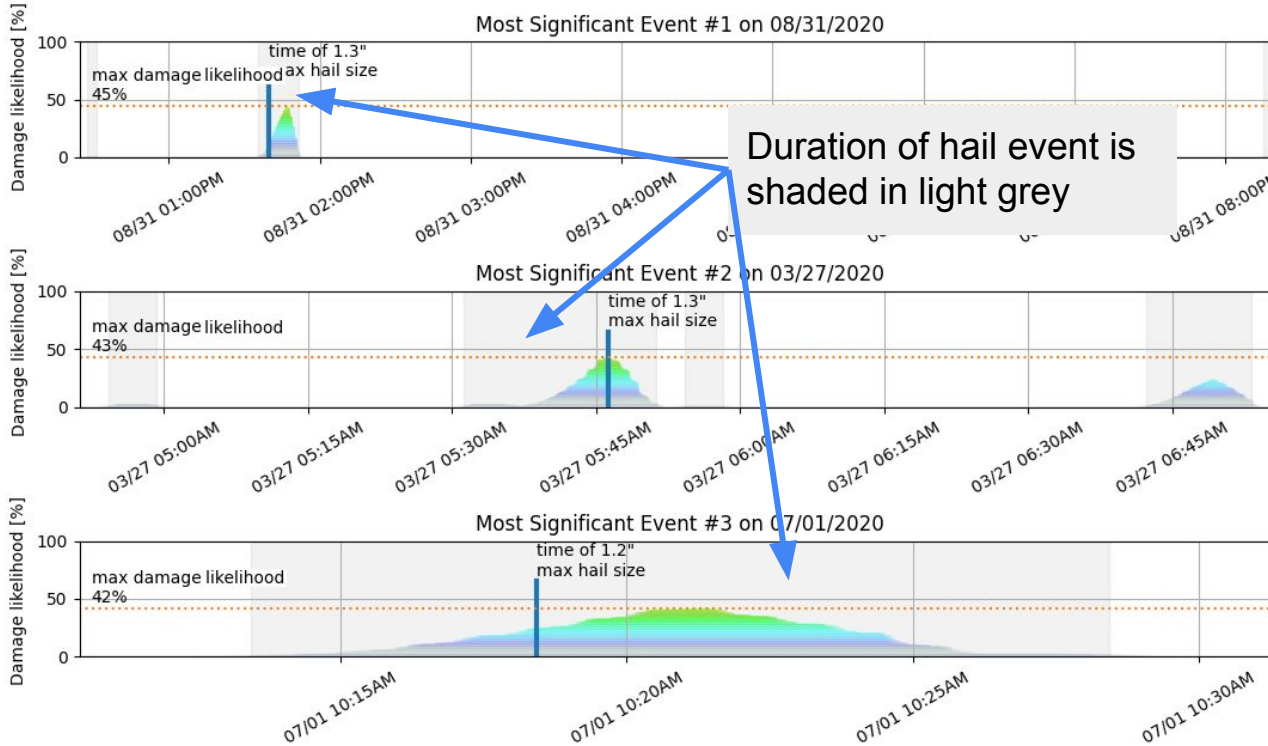 Most Significant Event #1 on 08/31/2020
Damage likelihood [%]
100
50
0
max damage likelihood
45%
time of 1.3"
ax hail size
Duration of hail event is
shaded in light grey
08/31 01:00PM
08/31 02:00PM
08/31 03:00PM
08/31 04:00PM
08/31 08:00PM
Most Significant Event #2 on 03/27/2020
Damage likelihood [%]
100
50
0
max damage likelihood
43%
time of 1.3"
max hail size
03/27 05:00AM
03/27 05:15AM
03/27 05:30AM
03/27 05:45AM
03/27 06:00AM
03/27 06:15AM
03/27 06:30AM
03/27 06:45AM
Most Significant Event #3 on 07/01/2020
Damage likelihood [%]
100
50
0
max damage likelihood
42%
time of 1.2"
max hail size
07/01 10:15AM
07/01 10:20AM
07/01 10:25AM
07/01 10:30AM